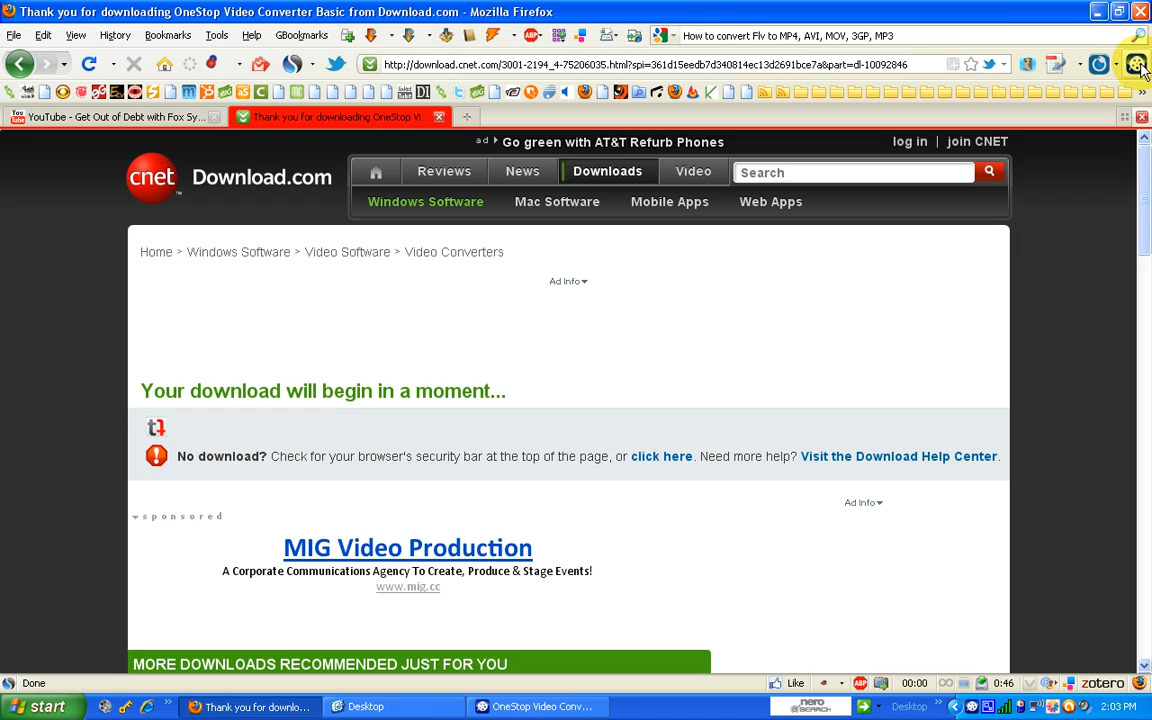 Thank you for downloading OneStop Video Converter Basic from Download.com - Mozilla Firefox
File Edit View History Bookmarks Tools Help GBookmarks
How to convert Flv to MP4, AVI, MOV, 3GP, MP3
http://download.cnet.com/3001-2194_4-75206035.html?spi=361d15eedb7d340814ec13d2691bce7a&part=dl-10092846
YouTube - Get Out of Debt with Fox Sy...
Thank you for downloading OneStop Vi...
ad Go green with AT&T Refurb Phones
log in | join CNET
cnet Download.com
Reviews News Downloads Video Search
Windows Software Mac Software Mobile Apps Web Apps
Home > Windows Software > Video Software > Video Converters
Ad Info
Your download will begin in a moment...
No download? Check for your browser's security bar at the top of the page, or click here. Need more help? Visit the Download Help Center.
Ad Info
sponsored
MIG Video Production
A Corporate Communications Agency To Create, Produce & Stage Events!
www.mig.cc
MORE DOWNLOADS RECOMMENDED JUST FOR YOU
Done
Like ABP 00:00 0:46 zotero
start Thank you for downlo... Desktop OneStop Video Conv... nero SEARCH Desktop 2:03 PM